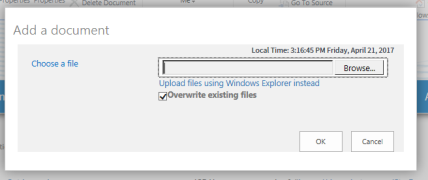 Properties Properties Delete Document Me Copy Go To Source
Add a document
Local Time: 3:16:45 PM Friday, April 21, 2017
Choose a file
Browse...
Upload files using Windows Explorer instead
Overwrite existing files
OK Cancel